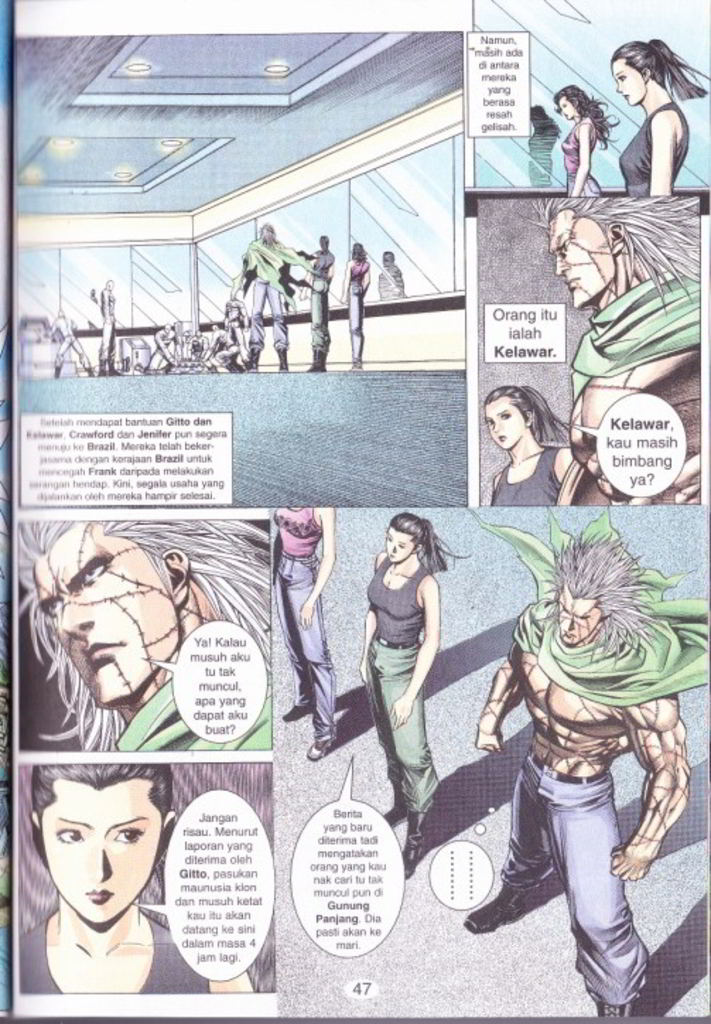 Setelah mendapat bantuan Gitto dan
Kelawar, Crawford dan Jenifer pun segera
menuju ke Brazil. Mereka telah beker-
jasama dengan kerajaan Brazil untuk
mencegah Frank daripada melakukan
serangan hendap. Kini, segala usaha yang
dijalankan oleh mereka hampir selesai.
Namun,
masih ada
di antara
mereka
yang
berasa
resah
gelisah.
Orang itu
ialah
Kelawar.
Kelawar,
kau masih
bimbang
ya?
Ya! Kalau
musuh aku
tu tak
muncul,
apa yang
dapat aku
buat?
Jangan
risau. Menurut
laporan yang
diterima oleh
Gitto, pasukan
maunusia klon
dan musuh ketat
kau itu akan
datang ke sini
dalam masa 4
jam lagi.
Berita
yang baru
diterima tadi
mengatakan
orang yang kau
nak cari tu tak
muncul pun di
Gunung
Panjang. Dia
pasti akan ke
mari.
47